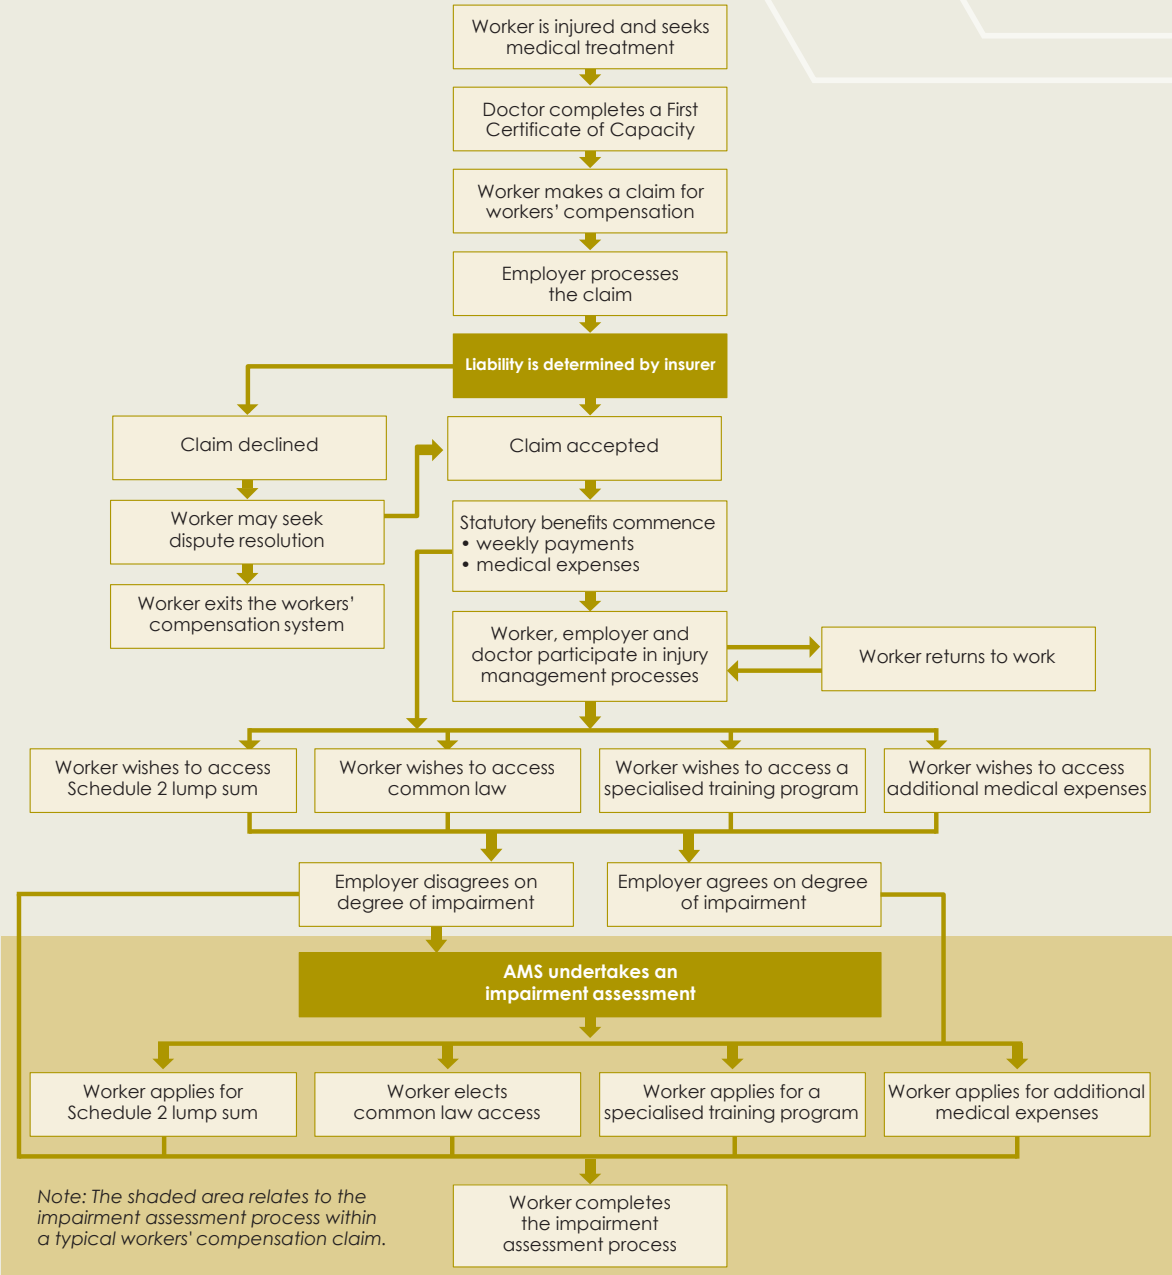 Worker is injured and seeks
medical treatment
Doctor completes a First
Certificate of Capacity
Worker makes a claim for
workers’ compensation
Employer processes
the claim
Liability is determined by insurer
Claim declined
Claim accepted
Worker may seek
dispute resolution
Statutory benefits commence
• weekly payments
• medical expenses
Worker exits the workers’
compensation system
Worker, employer and
doctor participate in injury
management processes
Worker returns to work
Worker wishes to access
Schedule 2 lump sum
Worker wishes to access
common law
Worker wishes to access a
specialised training program
Worker wishes to access
additional medical expenses
Employer disagrees on
degree of impairment
Employer agrees on degree
of impairment
AMS undertakes an
impairment assessment
Worker applies for
Schedule 2 lump sum
Worker elects
common law access
Worker applies for a
specialised training program
Worker applies for additional
medical expenses
Note: The shaded area relates to the
impairment assessment process within
a typical workers' compensation claim.
Worker completes
the impairment
assessment process